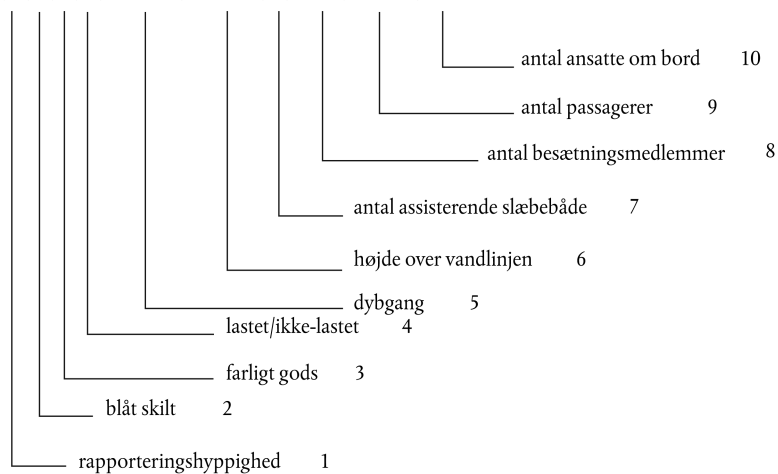 antal ansatte om bord 10
antal passagerer 9
antal besætningsmedlemmer 8
antal assisterende slæbebåde 7
højde over vandlinjen 6
dybgang 5
lastet/ikke-lastet 4
farligt gods 3
blåt skilt 2
rapporteringshyppighed 1